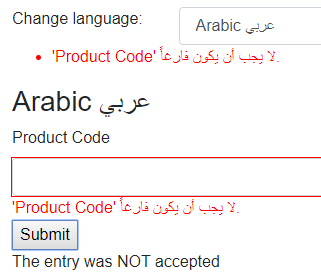 Change language:
Arabic عربي
'Product Code' لا يجب أن يكون فارغاً.
Arabic عربي
Product Code
'Product Code' لا يجب أن يكون فارغاً.
Submit
The entry was NOT accepted